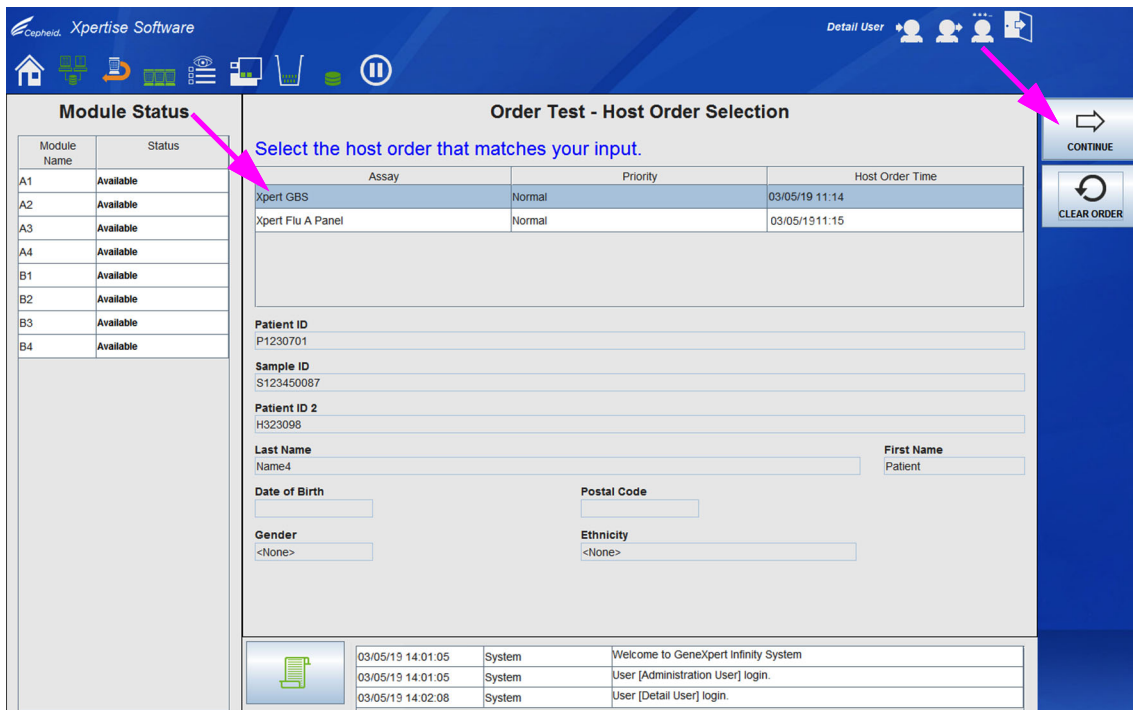 Cepheid. Xpertise Software
Detail User
Module Status
Module Name Status
A1 Available
A2 Available
A3 Available
A4 Available
B1 Available
B2 Available
B3 Available
B4 Available
Order Test - Host Order Selection
Select the host order that matches your input.
Assay Priority Host Order Time
Xpert GBS Normal 03/05/19 11:14
Xpert Flu A Panel Normal 03/05/19 11:15
Patient ID
P1230701
Sample ID
S123450087
Patient ID 2
H323098
Last Name First Name
Name4 Patient
Date of Birth Postal Code
Gender Ethnicity
<None> <None>
CONTINUE
CLEAR ORDER
03/05/19 14:01:05 System Welcome to GeneXpert Infinity System
03/05/19 14:01:05 System User [Administration User] login.
03/05/19 14:02:08 System User [Detail User] login.